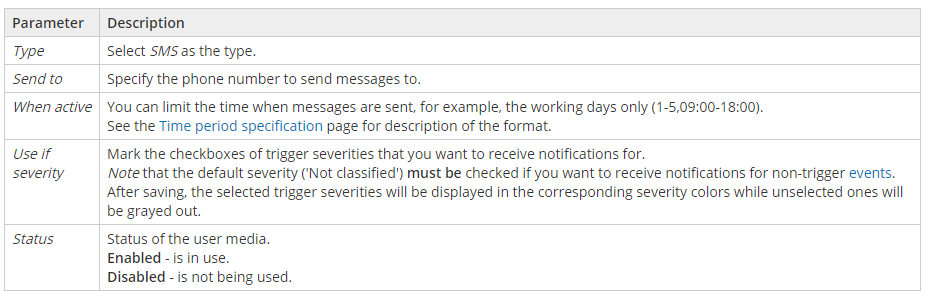 Parameter Description
Type Select SMS as the type.
Send to Specify the phone number to send messages to.
When active You can limit the time when messages are sent, for example, the working days only (1-5,09:00-18:00).
See the Time period specification page for description of the format.
Use if Mark the checkboxes of trigger severities that you want to receive notifications for.
severity Note that the default severity ('Not classified') must be checked if you want to receive notifications for non-trigger events.
After saving, the selected trigger severities will be displayed in the corresponding severity colors while unselected ones will
be grayed out.
Status Status of the user media.
Enabled - is in use.
Disabled - is not being used.